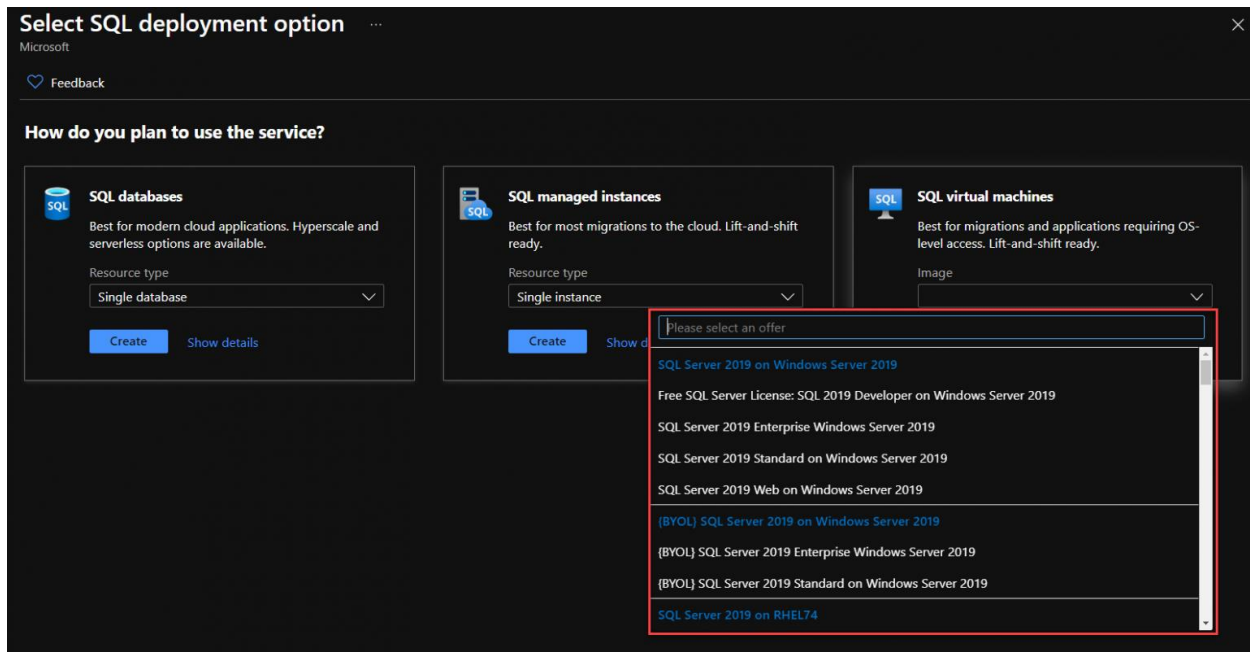 Select SQL deployment option ...
Microsoft
Feedback
How do you plan to use the service?
SQL
SQL databases
Best for modern cloud applications. Hyperscale and
serverless options are available.
Resource type
Single database
Create
Show details
SQL
SQL managed instances
Best for most migrations to the cloud. Lift-and-shift
ready.
Resource type
Single instance
Create
Show d
SQL
SQL virtual machines
Best for migrations and applications requiring OS-
level access. Lift-and-shift ready.
Image
Please select an offer
SQL Server 2019 on Windows Server 2019
Free SQL Server License: SQL 2019 Developer on Windows Server 2019
SQL Server 2019 Enterprise Windows Server 2019
SQL Server 2019 Standard on Windows Server 2019
SQL Server 2019 Web on Windows Server 2019
{BYOL} SQL Server 2019 on Windows Server 2019
{BYOL} SQL Server 2019 Enterprise Windows Server 2019
{BYOL} SQL Server 2019 Standard on Windows Server 2019
SQL Server 2019 on RHEL74